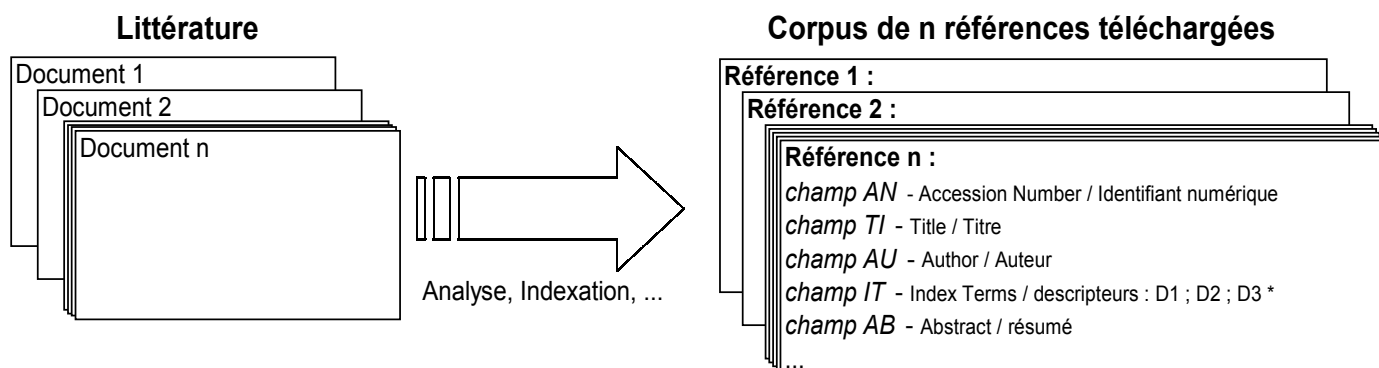 Littérature
Document 1
Document 2
Document n
Analyse, Indexation, ...
Corpus de n références téléchargées
Référence 1 :
Référence 2 :
Référence n :
champ AN - Accession Number / Identifiant numérique
champ TI - Title / Titre
champ AU - Author / Auteur
champ IT - Index Terms / descripteurs : D1 ; D2 ; D3 *
champ AB - Abstract / résumé
...